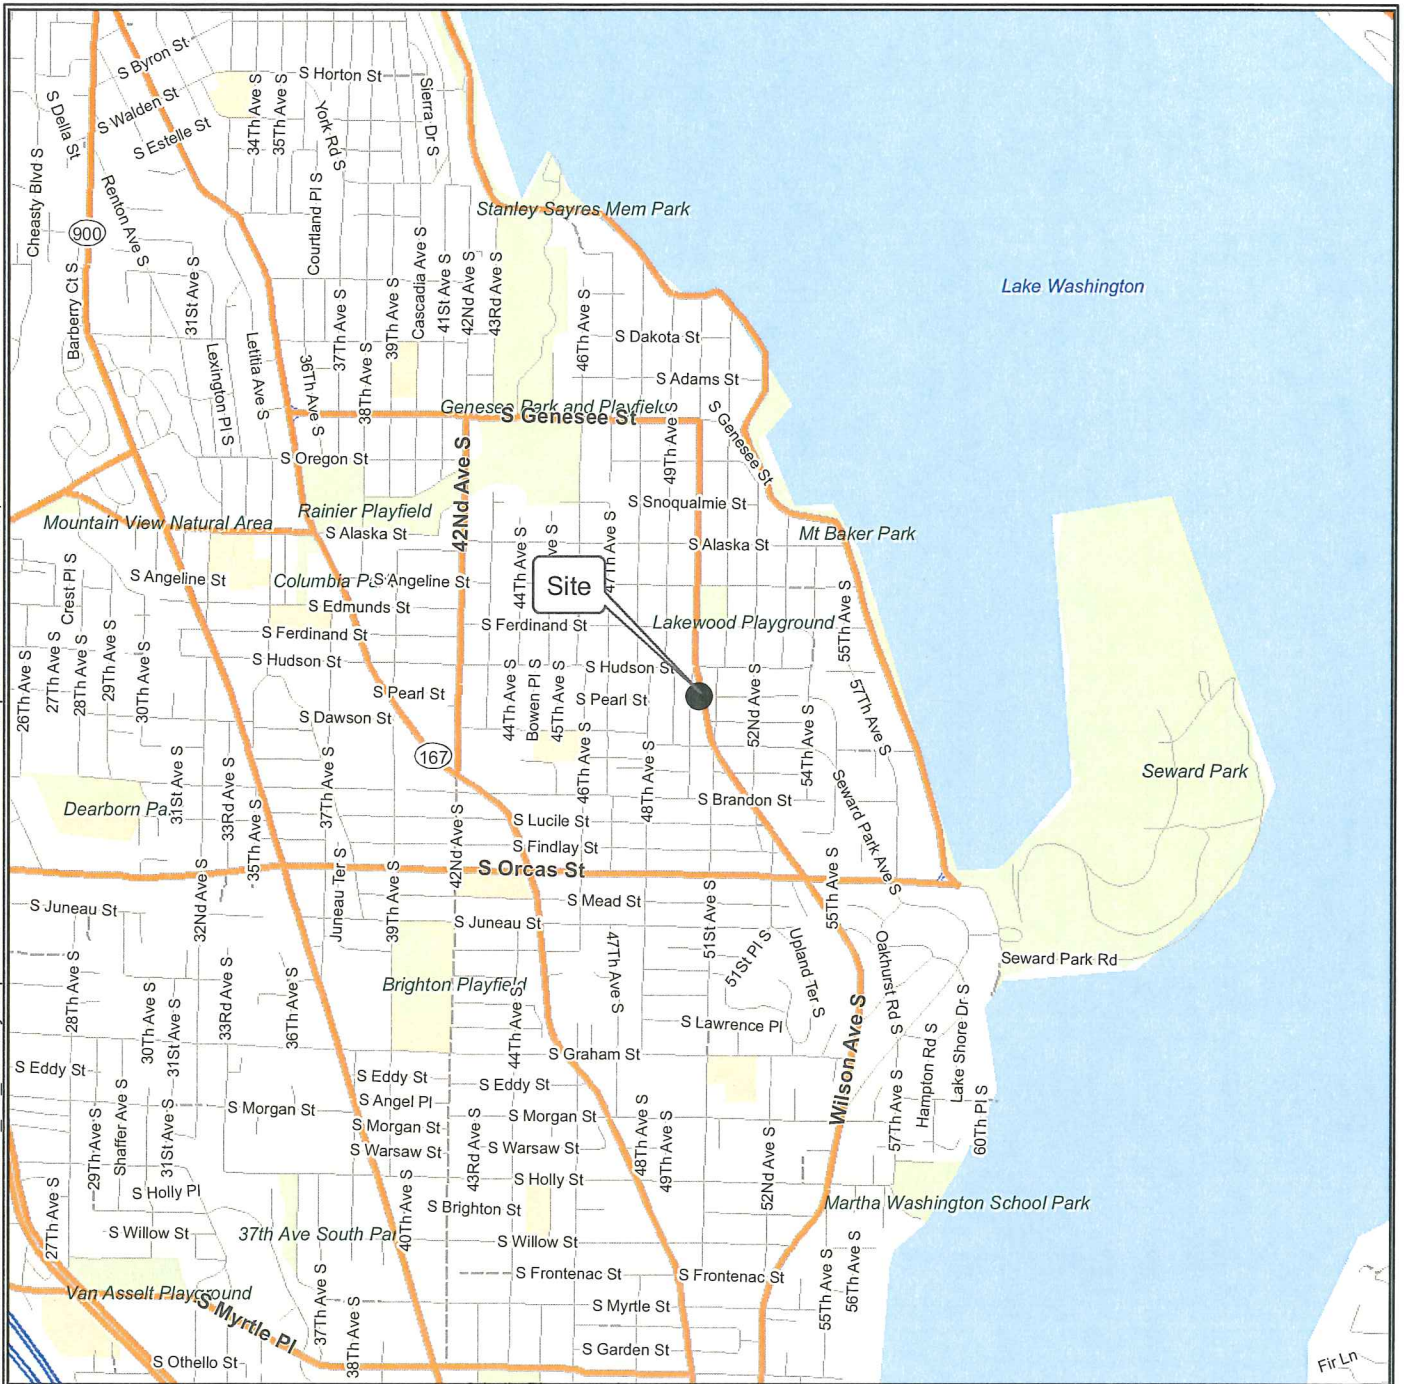 S Byron St
S Horton St
S Walden St
S Estelle St
S Della St
34Th Ave S
35Th Ave S
York Rd S
Sierra Dr S
Cheasty Blvd S
Renton Ave S
Courtland Pl S
Stanley Sayres Mem Park
900
Barberry Ct S
31St Ave S
37Th Ave S
39Th Ave S
Cascadia Ave S
41St Ave S
42Nd Ave S
43Rd Ave S
46Th Ave S
Lake Washington
S Dakota St
Lexington Pl S
Letitia Ave S
36Th Ave S
38Th Ave S
S Adams St
Genesee Park and Playfield
S Genesee St
49Th Ave S
S Genesee St
S Oregon St
42Nd Ave S
S Snoqualmie St
Mountain View Natural Area
Rainier Playfield
S Alaska St
44Th Ave S
ve S
47Th Ave S
S Alaska St
Mt Baker Park
S Angeline St
Columbia Pa
S Angeline St
Site
Crest Pl S
S Edmunds St
S Ferdinand St
S Ferdinand St
Lakewood Playground
55Th Ave S
26Th Ave S
27Th Ave S
28Th Ave S
29Th Ave S
30Th Ave S
S Hudson St
S Hudson St
S Pearl St
44Th Ave S
Bowen Pl S
45Th Ave S
S Pearl St
52Nd Ave S
57Th Ave S
S Dawson St
167
54Th Ave S
Seward Park
31St Ave S
33Rd Ave S
35Th Ave S
37Th Ave S
46Th Ave S
48Th Ave S
S Brandon St
Seward Park Ave S
Dearborn Pa
42Nd Ave S
S Lucile St
S Findlay St
S Orcas St
S Juneau St
32Nd Ave S
Juneau Ter S
39Th Ave S
S Mead St
S Juneau St
51St Ave S
55Th Ave S
28Th Ave S
33Rd Ave S
36Th Ave S
Brighton Playfield
47Th Ave S
51St Pl S
Upland Ter S
Oakhurst Rd S
Seward Park Rd
30Th Ave S
31St Ave S
44Th Ave S
S Lawrence Pl
Wilson Ave S
Hampton Rd S
Lake Shore Dr S
S Graham St
S Eddy St
S Eddy St
S Eddy St
S Angel Pl
29Th Ave S
Shaffer Ave S
31St Ave S
S Morgan St
S Morgan St
S Morgan St
48Th Ave S
49Th Ave S
57Th Ave S
60Th Pl S
S Warsaw St
43Rd Ave S
S Warsaw St
52Nd Ave S
S Holly St
27Th Ave S
S Holly Pl
40Th Ave S
S Brighton St
Martha Washington School Park
S Willow St
37th Ave South Par
S Willow St
55Th Ave S
56Th Ave S
S Frontenac St
S Frontenac St
Van Asselt Playground
S Myrtle Pl
37Th Ave S
38Th Ave S
S Myrtle St
S Garden St
S Othello St
Fir Ln